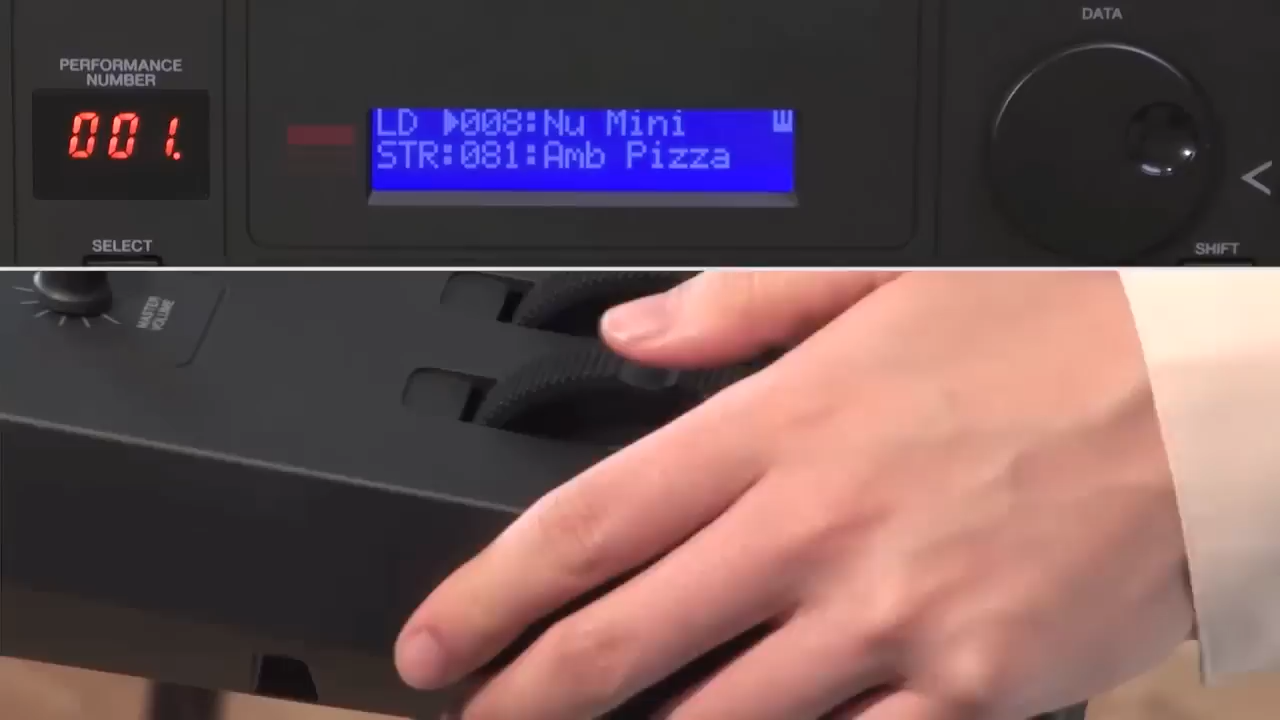 DATA
PERFORMANCE
NUMBER
001.
LD ▶008:Nu Mini
STR:081:Amb Pizza
SELECT
SHIFT
MASTER
VOLUME